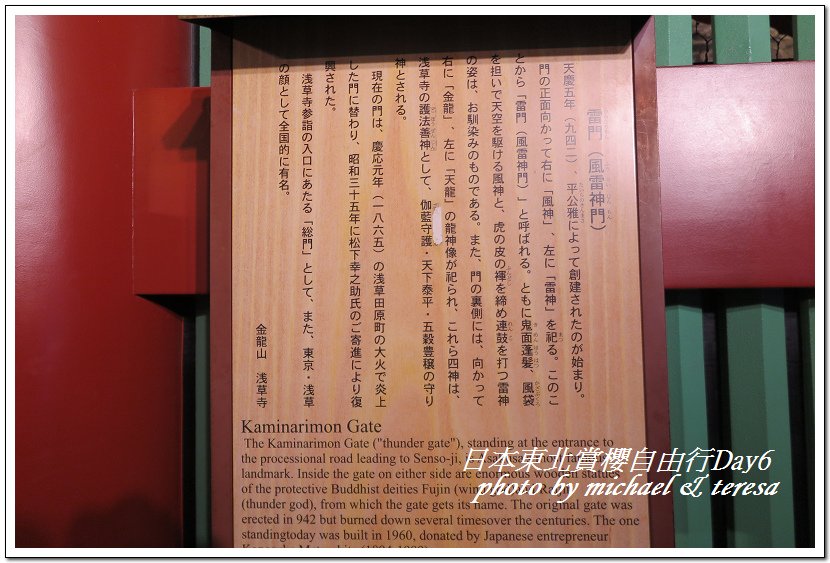 雷門（風雷神門）
天慶五年（九四二）、平公雅によって創建されたのが始まり。
門の正面向かって右に「風神」、左に「雷神」を祀る。このこ
とから「雷門（風雷神門）」と呼ばれる。ともに鬼面蓬髪、風袋
を担いで天空を駆ける風神と、虎の皮の褌を締め連鼓を打つ雷神
の姿は、お馴染みのものである。また、門の裏側には、向かって
右に「金龍」、左に「天龍」の龍神像が祀られ、これら四神は、
浅草寺の護法善神として、伽藍守護・天下泰平・五穀豊穣の守り
神とされる。
現在の門は、慶応元年（一八六五）の浅草田原町の大火で炎上
した門に替わり、昭和三十五年に松下幸之助氏のご寄進により復
興された。
浅草寺参詣の入口にあたる「総門」として、また、東京・浅草
の顔として全国的に有名。
金龍山　浅草寺
Kaminarimon Gate
The Kaminarimon Gate ("thunder gate"), standing at the entrance to
the processional road leading to Senso-ji,
landmark. Inside the gate on either side are enormous wooden statues
of the protective Buddhist deities Fujin
(thunder god), from which the gate gets its name. The original gate was
erected in 942 but burned down several timesover the centuries. The one
standingtoday was built in 1960, donated by Japanese entrepreneur
日本東北賞櫻自由行Day6
photo by michael & teresa